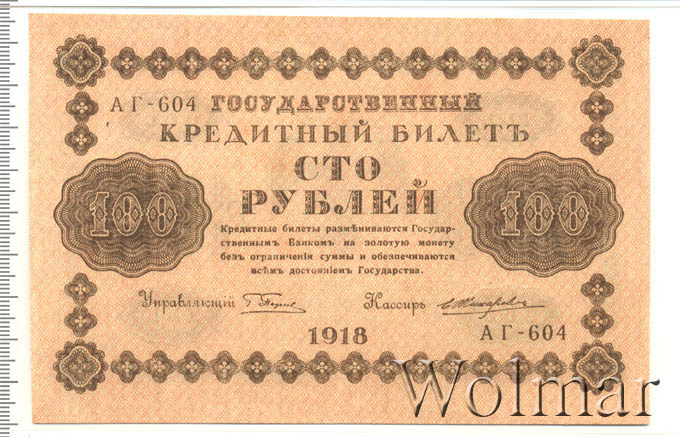 АГ-604 ГОСУДАРСТВЕННЫЙ
КРЕДИТНЫЙ БИЛЕТЪ
СТО
РУБЛЕЙ
100
100
Кредитные билеты размѣниваются Государ-
ственнымъ Банкомъ на золотую монету
безъ ограниченія суммы и обезпечиваются
всѣмъ достояніемъ Государства.
Управляющій
Кассиръ
1918
АГ-604
Wolmar